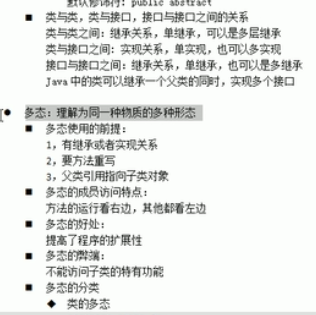 默认修饰符: public abstract
■ 类与类, 类与接口, 接口与接口之间的关系
类与类之间: 继承关系, 单继承, 可以是多层继承
类与接口之间: 实现关系, 单实现, 也可以多实现
接口与接口之间: 继承关系, 单继承, 也可以是多继承
Java 中的类可以继承一个父类的同时, 实现多个接口
● 多态: 理解为同一种物质的多种形态
■ 多态使用的前提:
1, 有继承或者实现关系
2, 要方法重写
3, 父类引用指向子类对象
■ 多态的成员访问特点:
方法的运行看右边, 其他都看左边
■ 多态的好处:
提高了程序的扩展性
■ 多态的弊端:
不能访问子类的特有功能
■ 多态的分类
◆ 类的多态